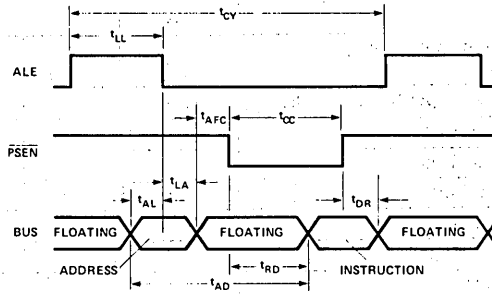 tCY
tLL
ALE
tAFC
tCC
PSEN
tLA
tAL
tDR
BUS
FLOATING
FLOATING
FLOATING
ADDRESS
tRD
INSTRUCTION
tAD